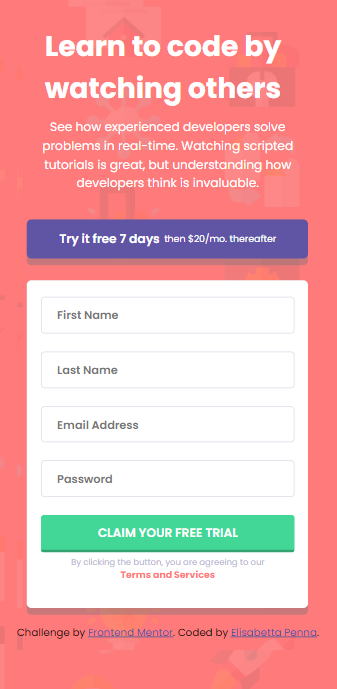 Learn to code by
watching others
See how experienced developers solve
problems in real-time. Watching scripted
tutorials is great, but understanding how
developers think is invaluable.
Try it free 7 days then $20/mo. thereafter
First Name
Last Name
Email Address
Password
CLAIM YOUR FREE TRIAL
By clicking the button, you are agreeing to our
Terms and Services
Challenge by Frontend Mentor. Coded by Elisabetta Penna.